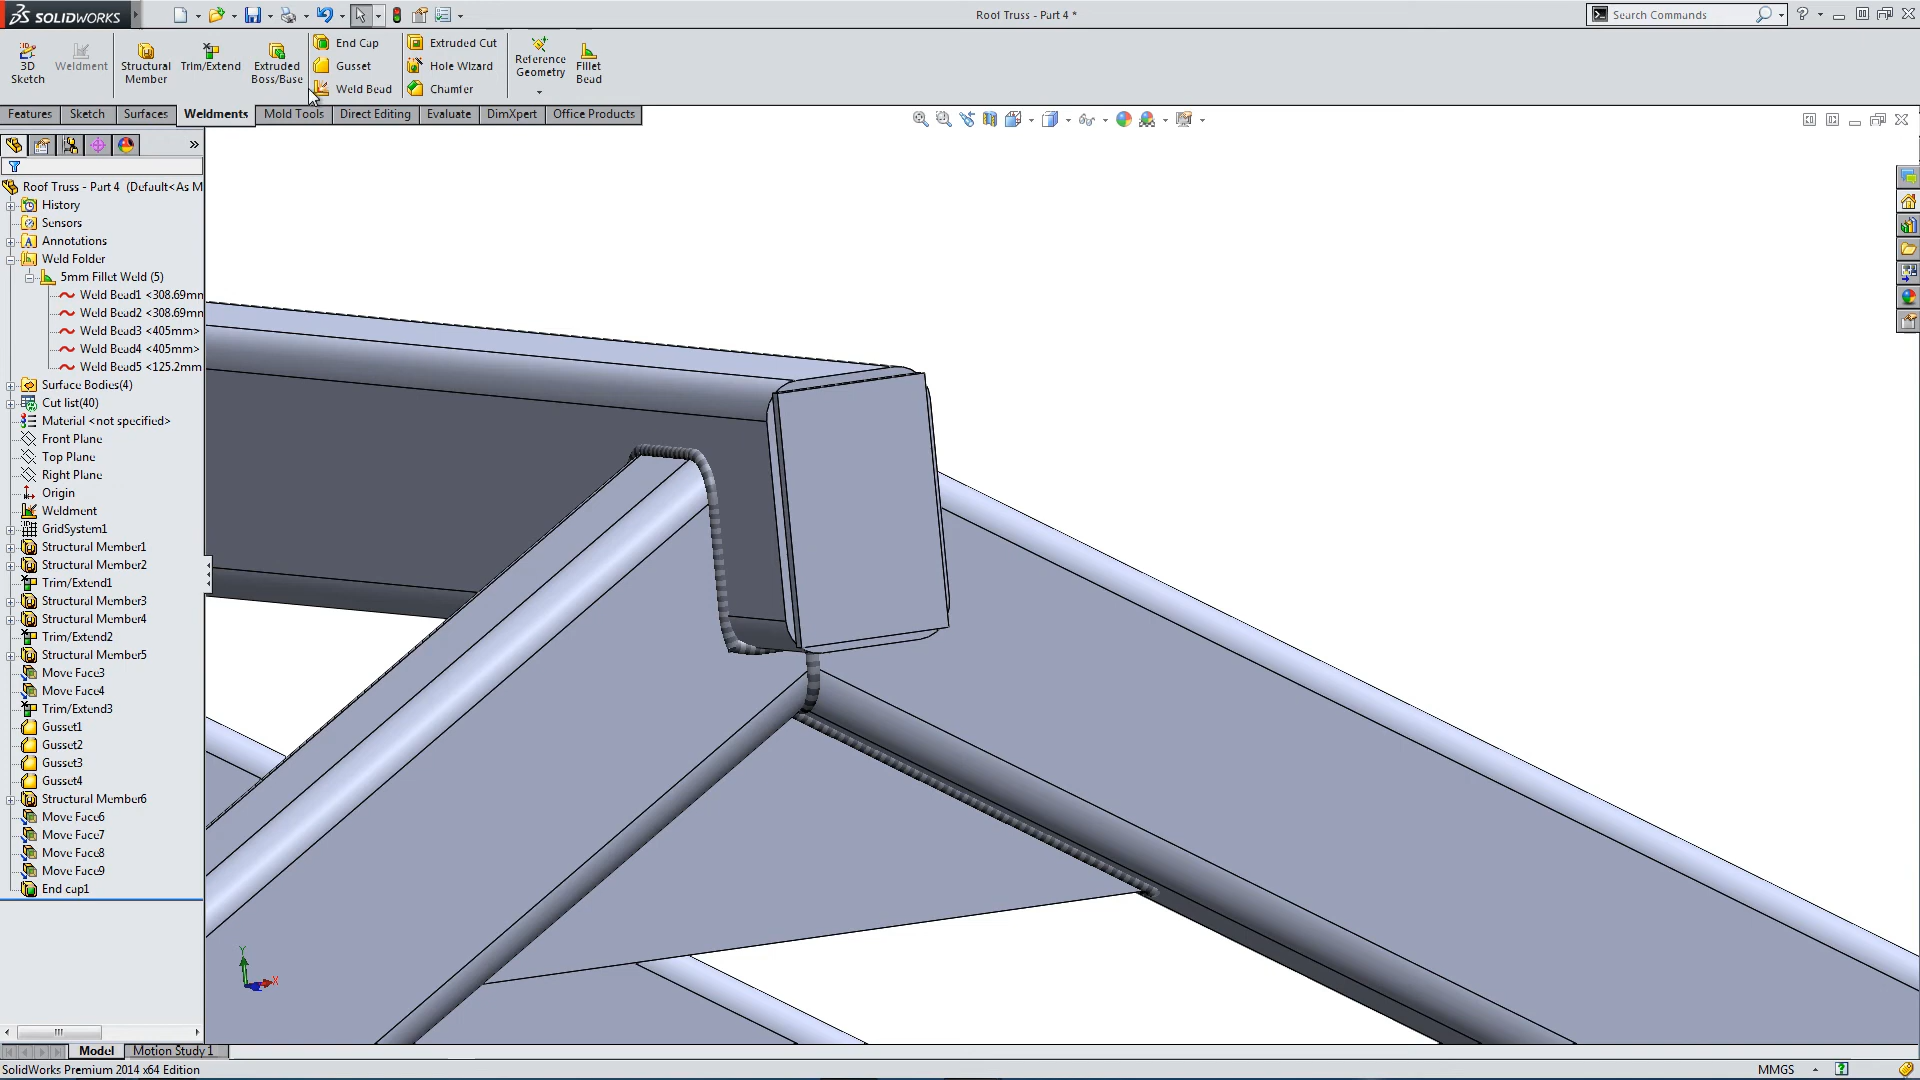 SOLIDWORKS
Roof Truss - Part 4 *
Search Commands
3D Sketch
Weldment
Structural Member
Trim/Extend
Extruded Boss/Base
End Cap
Gusset
Weld Bead
Extruded Cut
Hole Wizard
Chamfer
Reference Geometry
Fillet Bead
Features
Sketch
Surfaces
Weldments
Mold Tools
Direct Editing
Evaluate
DimXpert
Office Products
Roof Truss - Part 4 (Default<As M
History
Sensors
Annotations
Weld Folder
5mm Fillet Weld (5)
Weld Bead1 <308.69mm
Weld Bead2 <308.69mm
Weld Bead3 <405mm>
Weld Bead4 <405mm>
Weld Bead5 <125.2mm
Surface Bodies(4)
Cut list(40)
Material <not specified>
Front Plane
Top Plane
Right Plane
Origin
Weldment
GridSystem1
Structural Member1
Structural Member2
Trim/Extend1
Structural Member3
Structural Member4
Trim/Extend2
Structural Member5
Move Face3
Move Face4
Trim/Extend3
Gusset1
Gusset2
Gusset3
Gusset4
Structural Member6
Move Face6
Move Face7
Move Face8
Move Face9
End cap1
Y
X
Model
Motion Study 1
SolidWorks Premium 2014 x64 Edition
MMGS